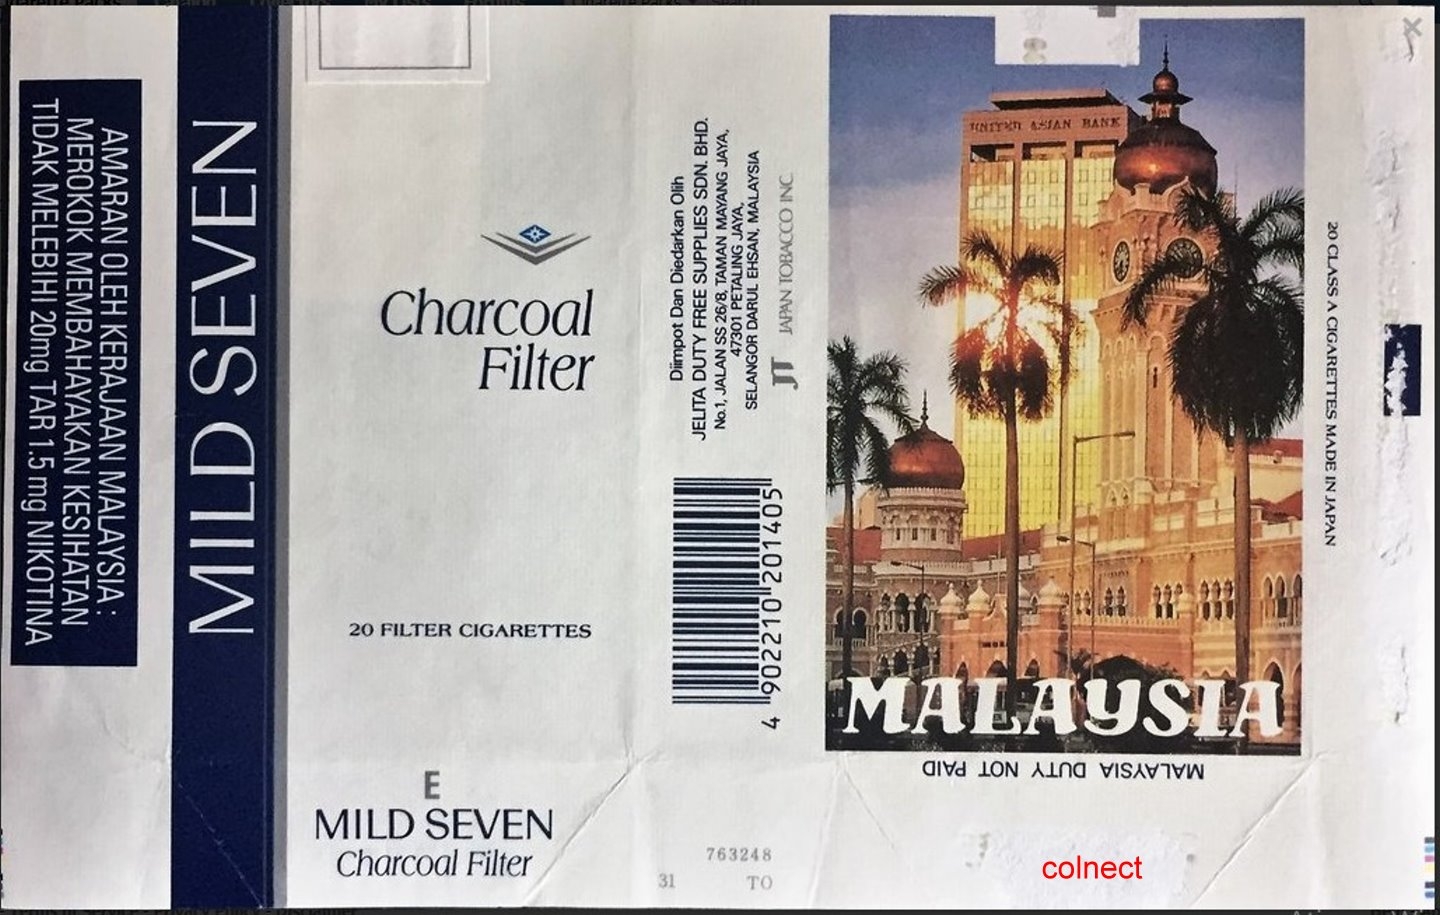 AMARAN OLEH KERAJAAN MALAYSIA :
MEROKOK MEMBAHAYAKAN KESIHATAN
TIDAK MELEBIHI 20mg TAR 1.5 mg NIKOTINA
MILD SEVEN
Charcoal
Filter
20 FILTER CIGARETTES
E
MILD SEVEN
Charcoal Filter
Diimpot Dan Diedarkan Olih
JELITA DUTY FREE SUPPLIES SDN. BHD.
No.1, JALAN SS 26/8, TAMAN MAYANG JAYA,
47301 PETALING JAYA,
SELANGOR DARUL EHSAN, MALAYSIA
JT JAPAN TOBACCO INC
4 902210 201405
763248
31 TO
UNITED ASIAN BANK
MALAYSIA
MALAYSIA DUTY NOT PAID
20 CLASS A CIGARETTES MADE IN JAPAN
colnect